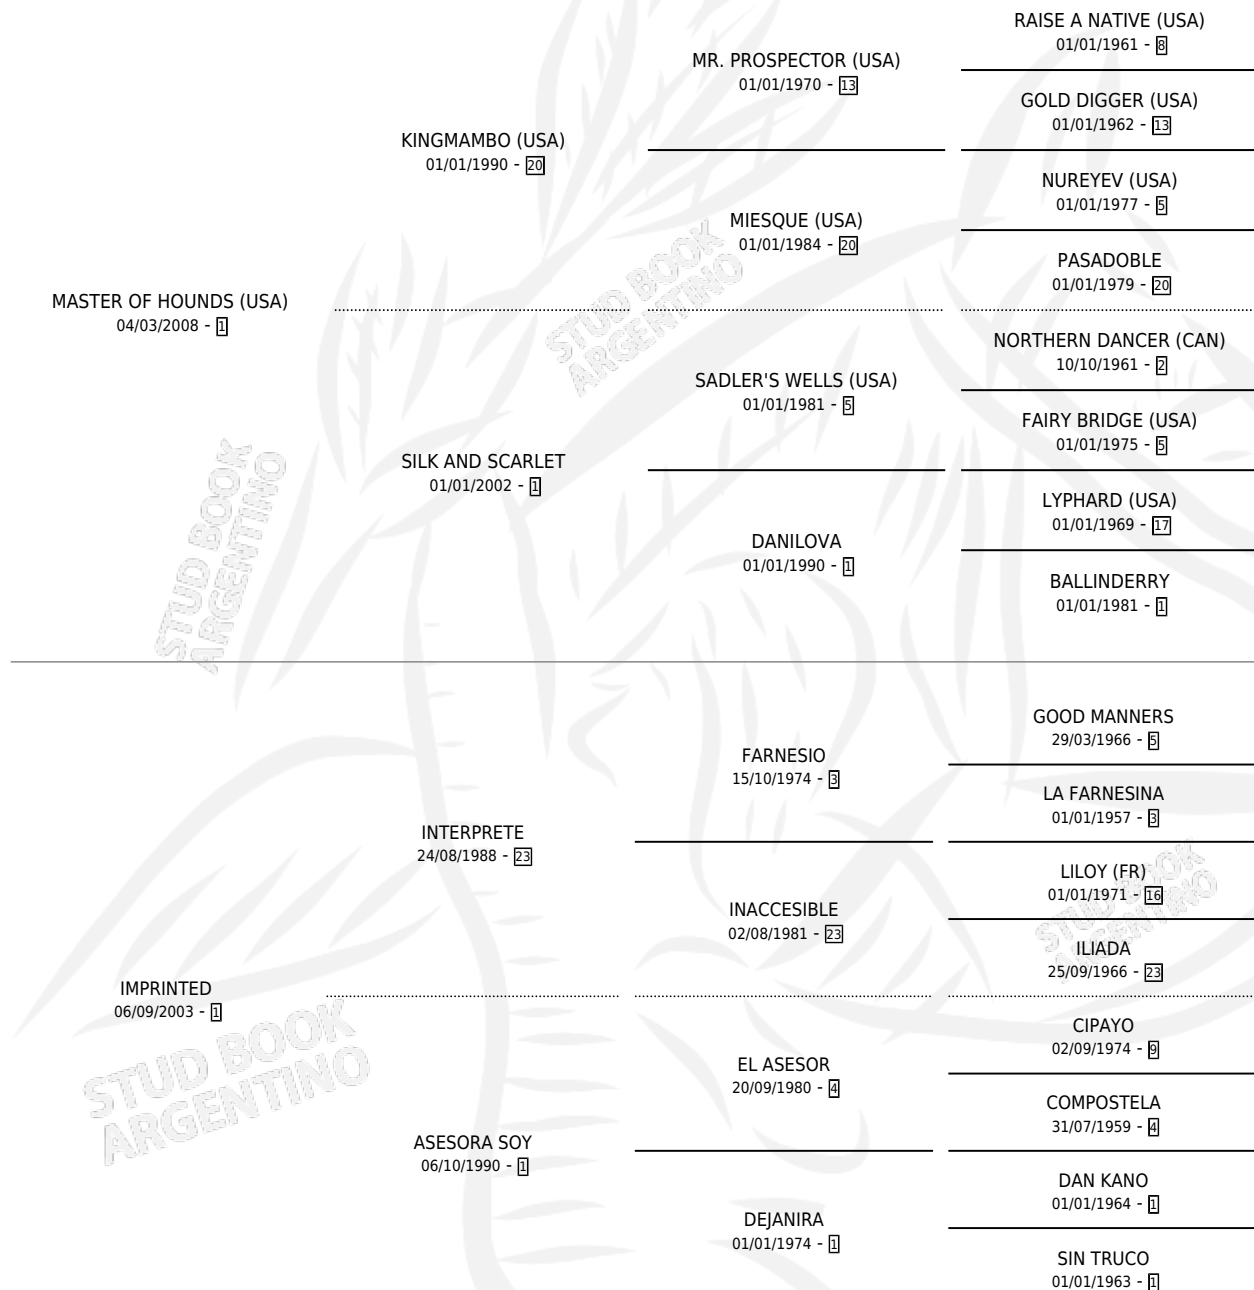 RAISE A NATIVE (USA)
01/01/1961 - 8
MR. PROSPECTOR (USA)
01/01/1970 - 13
GOLD DIGGER (USA)
01/01/1962 - 13
KINGMAMBO (USA)
01/01/1990 - 20
NUREYEV (USA)
01/01/1977 - 5
MIESQUE (USA)
01/01/1984 - 20
PASADOBLE
01/01/1979 - 20
MASTER OF HOUNDS (USA)
04/03/2008 - 1
NORTHERN DANCER (CAN)
10/10/1961 - 2
SADLER'S WELLS (USA)
01/01/1981 - 5
FAIRY BRIDGE (USA)
01/01/1975 - 5
SILK AND SCARLET
01/01/2002 - 1
LYPHARD (USA)
01/01/1969 - 17
DANILOVA
01/01/1990 - 1
BALLINDERRY
01/01/1981 - 1
STUD BOOK
ARGENTINO
STUD BOOK
ARGENTINO
GOOD MANNERS
29/03/1966 - 5
FARNESIO
15/10/1974 - 3
LA FARNESINA
01/01/1957 - 3
INTERPRETE
24/08/1988 - 23
LILOY (FR)
01/01/1971 - 16
INACCESIBLE
02/08/1981 - 23
ILIADA
25/09/1966 - 23
STUD BOOK
ARGENTINO
IMPRINTED
06/09/2003 - 1
CIPAYO
02/09/1974 - 9
EL ASESOR
20/09/1980 - 4
COMPOSTELA
31/07/1959 - 4
ASESORA SOY
06/10/1990 - 1
DAN KANO
01/01/1964 - 1
DEJANIRA
01/01/1974 - 1
SIN TRUCO
01/01/1963 - 1
STUD BOOK
ARGENTINO